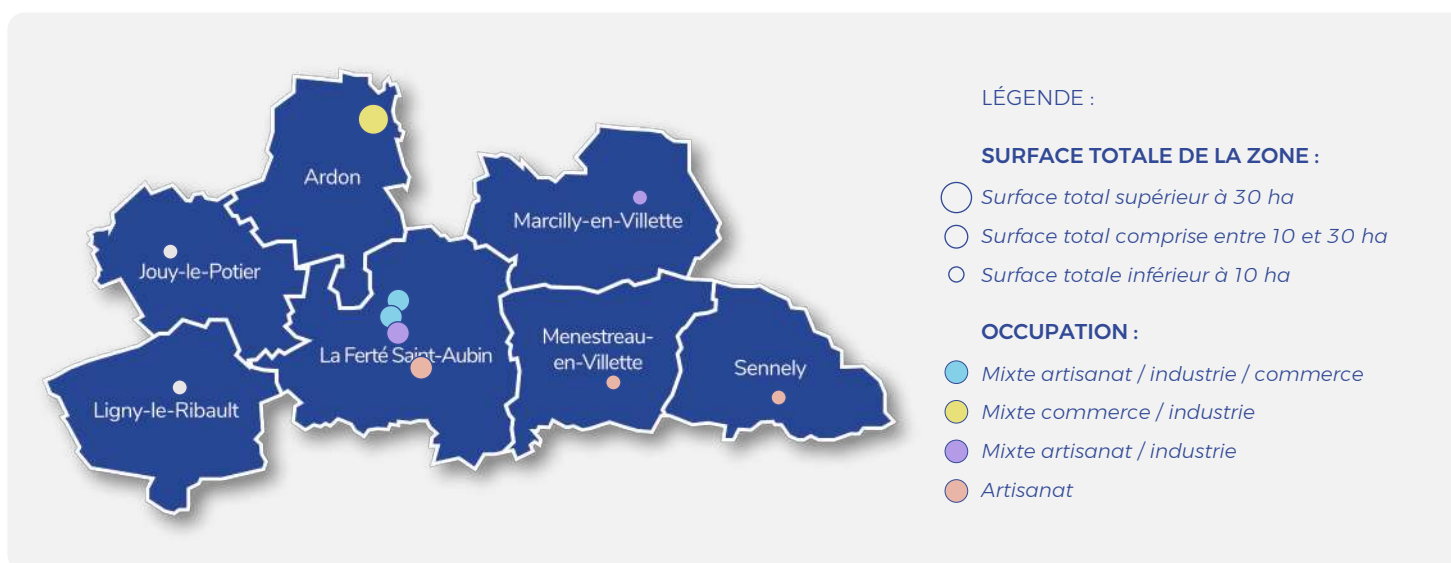 Ardon
Marcilly-en-Villette
Jouy-le-Potier
La Ferté Saint-Aubin
Menestreau-
en-Villette
Sennely
Ligny-le-Ribault
LÉGENDE :
SURFACE TOTALE DE LA ZONE :
Surface total supérieur à 30 ha
Surface total comprise entre 10 et 30 ha
Surface totale inférieur à 10 ha
OCCUPATION :
Mixte artisanat / industrie / commerce
Mixte commerce / industrie
Mixte artisanat / industrie
Artisanat